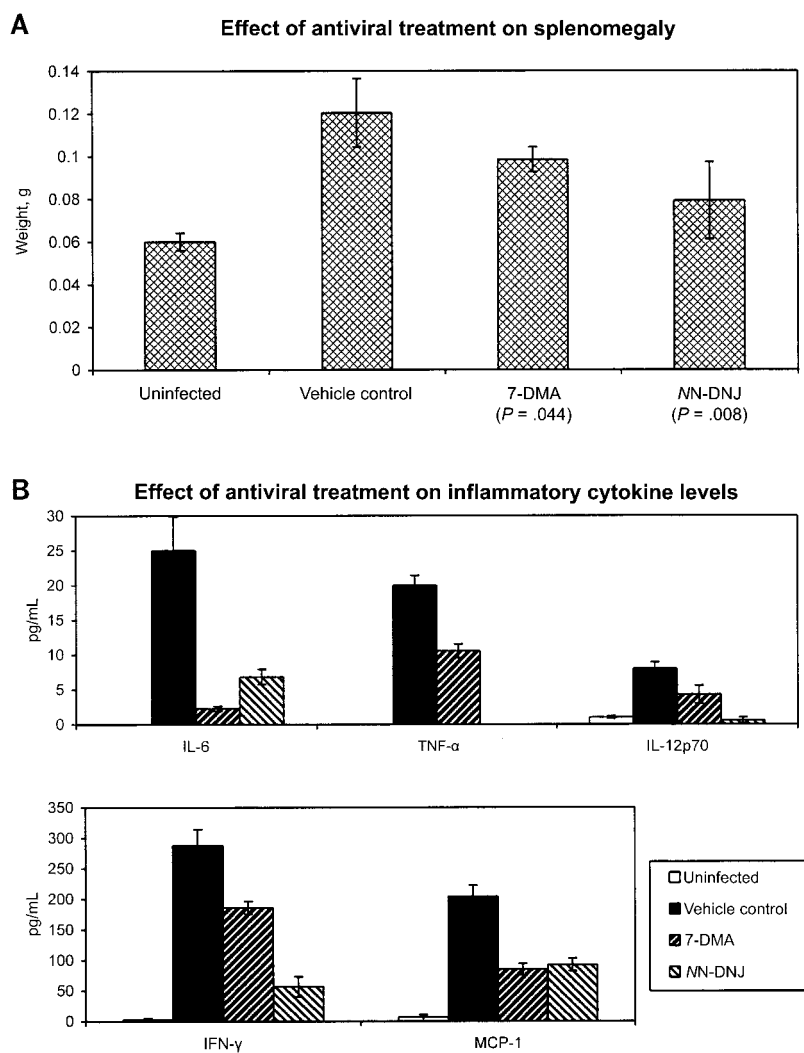 A
Effect of antiviral treatment on splenomegaly
0.14
0.12
0.1
0.08
0.06
0.04
0.02
0
Weight, g
Uninfected Vehicle control 7-DMA NN-DNJ
(P = .044) (P = .008)
B
Effect of antiviral treatment on inflammatory cytokine levels
30
25
20
15
10
5
0
pg/mL
IL-6 TNF-α IL-12p70
350
300
250
200
150
100
50
0
pg/mL
IFN-γ MCP-1
Uninfected
Vehicle control
7-DMA
NN-DNJ